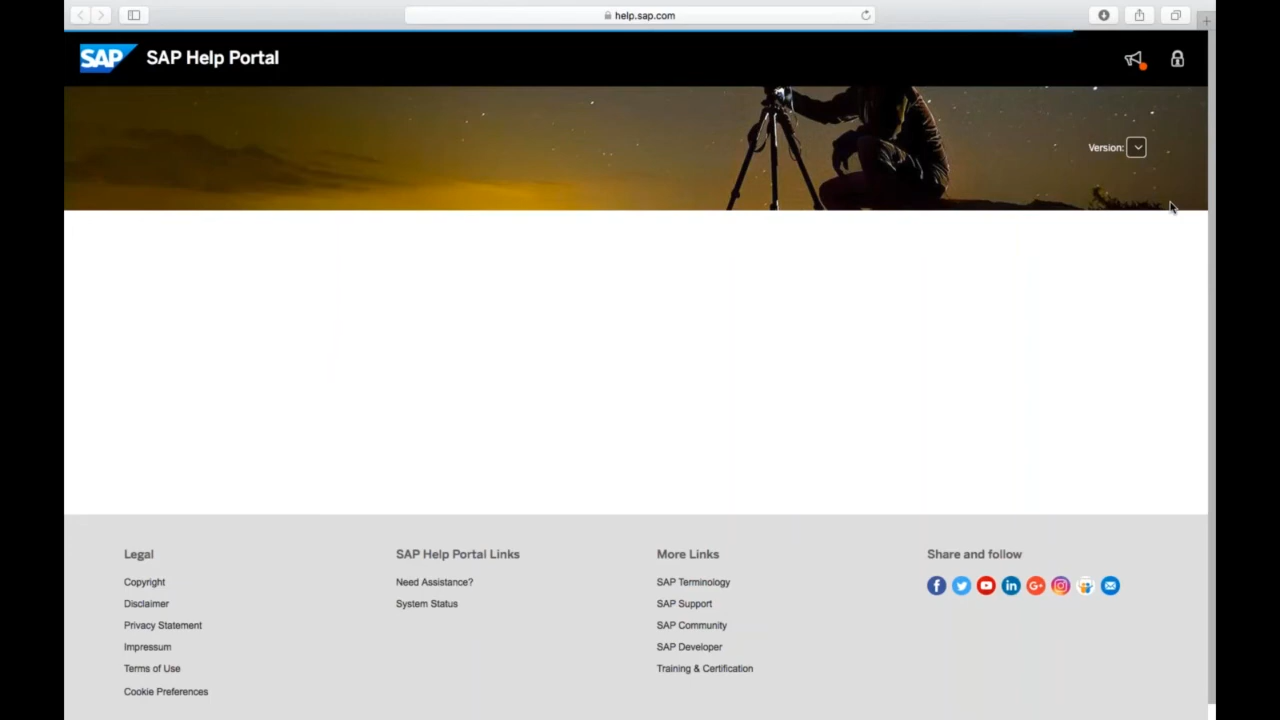 help.sap.com
SAP SAP Help Portal
Version:
Legal
Copyright
Disclaimer
Privacy Statement
Impressum
Terms of Use
Cookie Preferences
SAP Help Portal Links
Need Assistance?
System Status
More Links
SAP Terminology
SAP Support
SAP Community
SAP Developer
Training & Certification
Share and follow